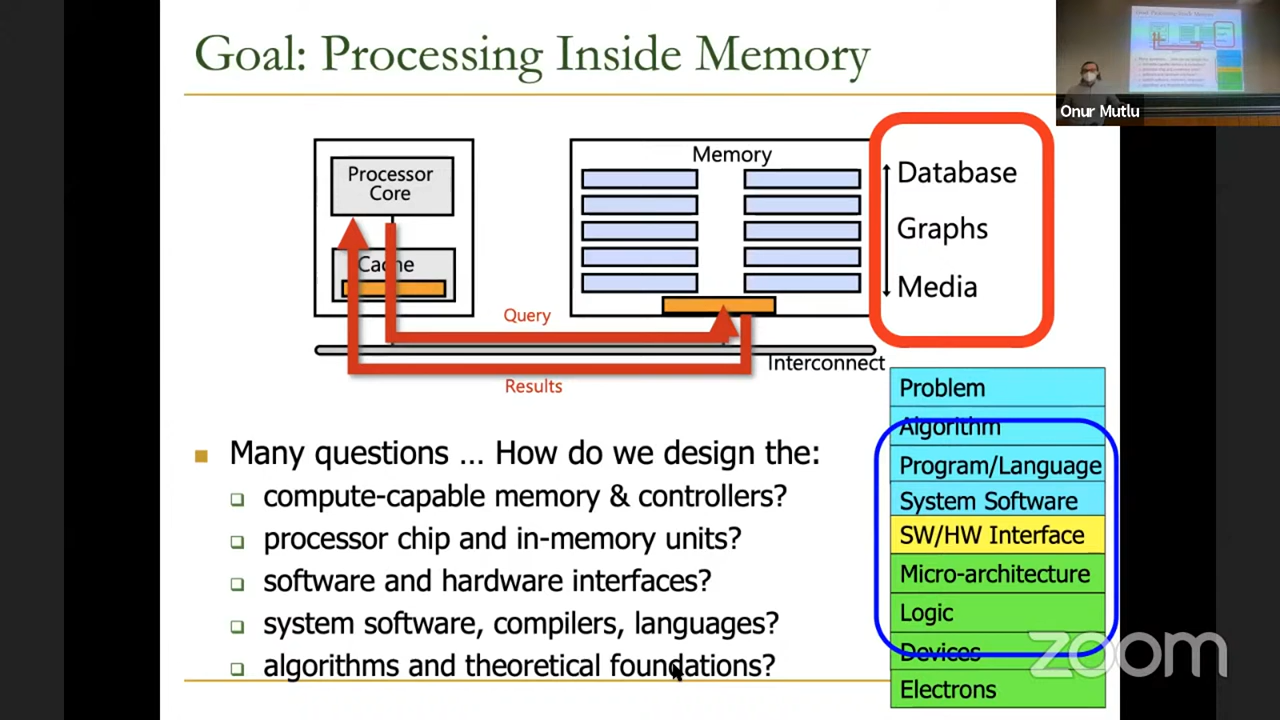 Goal: Processing Inside Memory
Onur Mutlu
Processor
Core
Cache
Memory
Database
Graphs
Media
Query
Interconnect
Results
Problem
Algorithm
Program/Language
System Software
SW/HW Interface
Micro-architecture
Logic
Devices
Electrons
Many questions … How do we design the:
compute-capable memory & controllers?
processor chip and in-memory units?
software and hardware interfaces?
system software, compilers, languages?
algorithms and theoretical foundations?
zoom